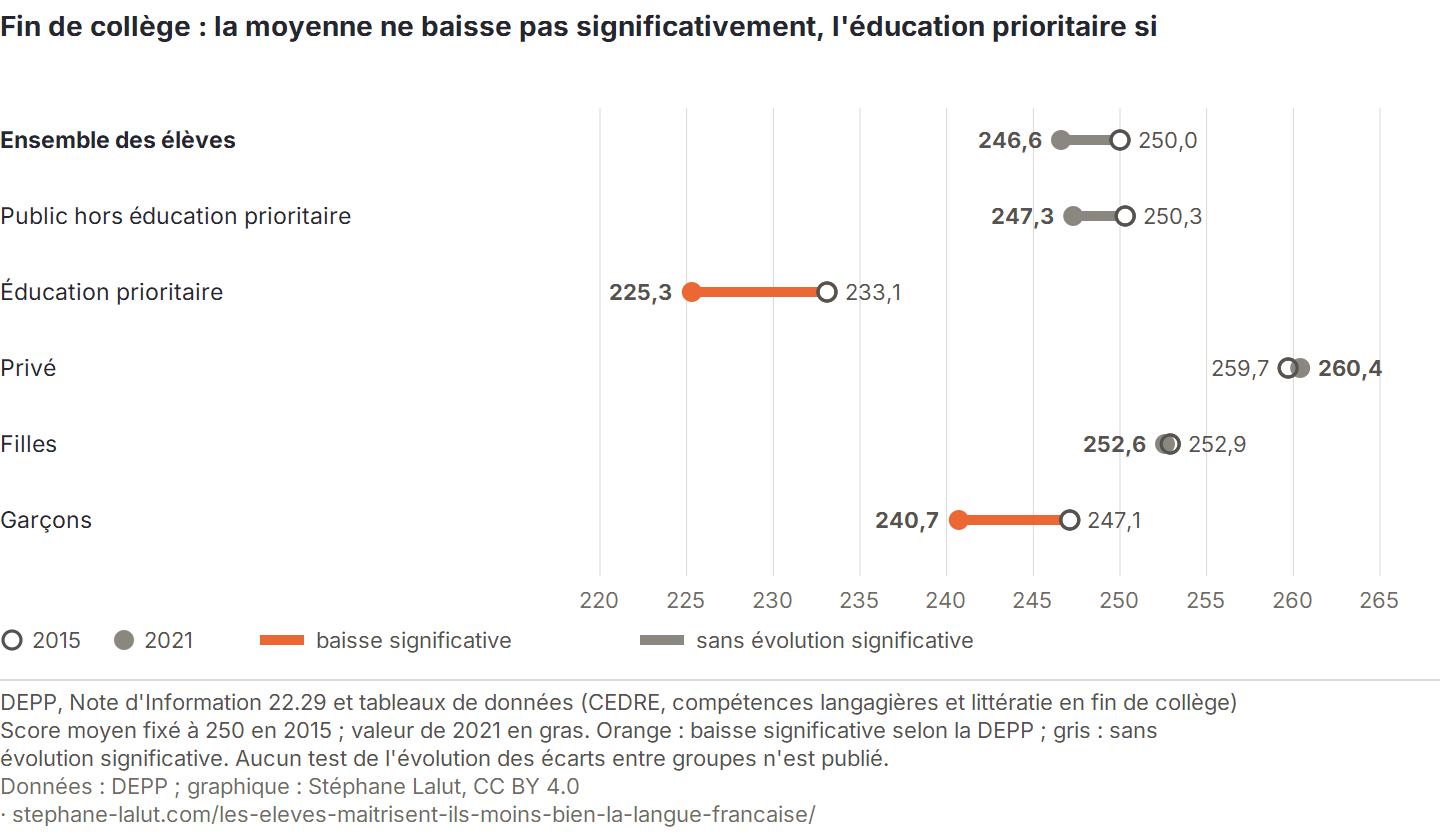 Fin de collège : la moyenne ne baisse pas significativement, l'éducation prioritaire si
Ensemble des élèves 246,6 250,0
Public hors éducation prioritaire 247,3 250,3
Éducation prioritaire 225,3 233,1
Privé 259,7 260,4
Filles 252,6 252,9
Garçons 240,7 247,1
220 225 230 235 240 245 250 255 260 265
2015 2021 baisse significative sans évolution significative
DEPP, Note d'Information 22.29 et tableaux de données (CEDRE, compétences langagières et littératie en fin de collège)
Score moyen fixé à 250 en 2015 ; valeur de 2021 en gras. Orange : baisse significative selon la DEPP ; gris : sans
évolution significative. Aucun test de l'évolution des écarts entre groupes n'est publié.
Données : DEPP ; graphique : Stéphane Lalut, CC BY 4.0
· stephane-lalut.com/les-eleves-maitrisent-ils-moins-bien-la-langue-francaise/